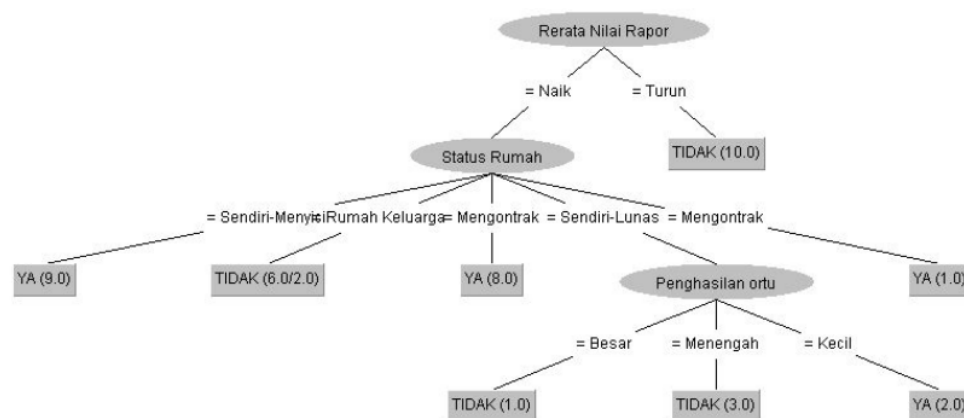 Rerata Nilai Rapor
= Naik
= Turun
Status Rumah
TIDAK (10.0)
= Sendiri-Menyici
= Rumah Keluarga
= Mengontrak
= Sendiri-Lunas
= Mengontrak
YA (9.0)
TIDAK (6.0/2.0)
YA (8.0)
Penghasilan ortu
YA (1.0)
= Besar
= Menengah
= Kecil
TIDAK (1.0)
TIDAK (3.0)
YA (2.0)